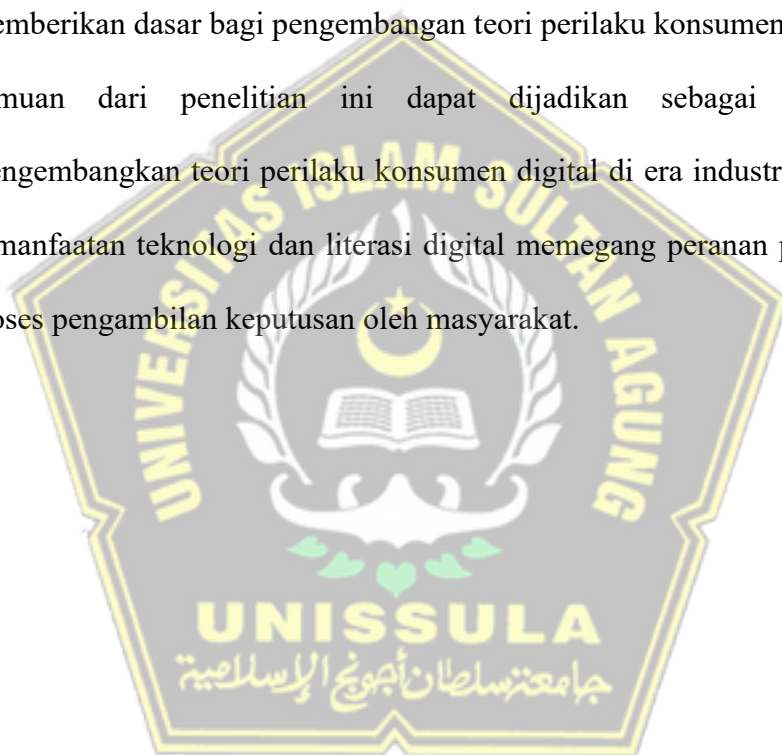 emberikan dasar bagi pengembangan teori perilaku konsumen
muan dari penelitian ini dapat dijadikan sebagai
engembangkan teori perilaku konsumen digital di era industr
manfaatan teknologi dan literasi digital memegang peranan p
oses pengambilan keputusan oleh masyarakat.
UNIVERSITAS ISLAM SULTAN AGUNG
UNISSULA
جامعتنسلطان أجونج الإسلامية